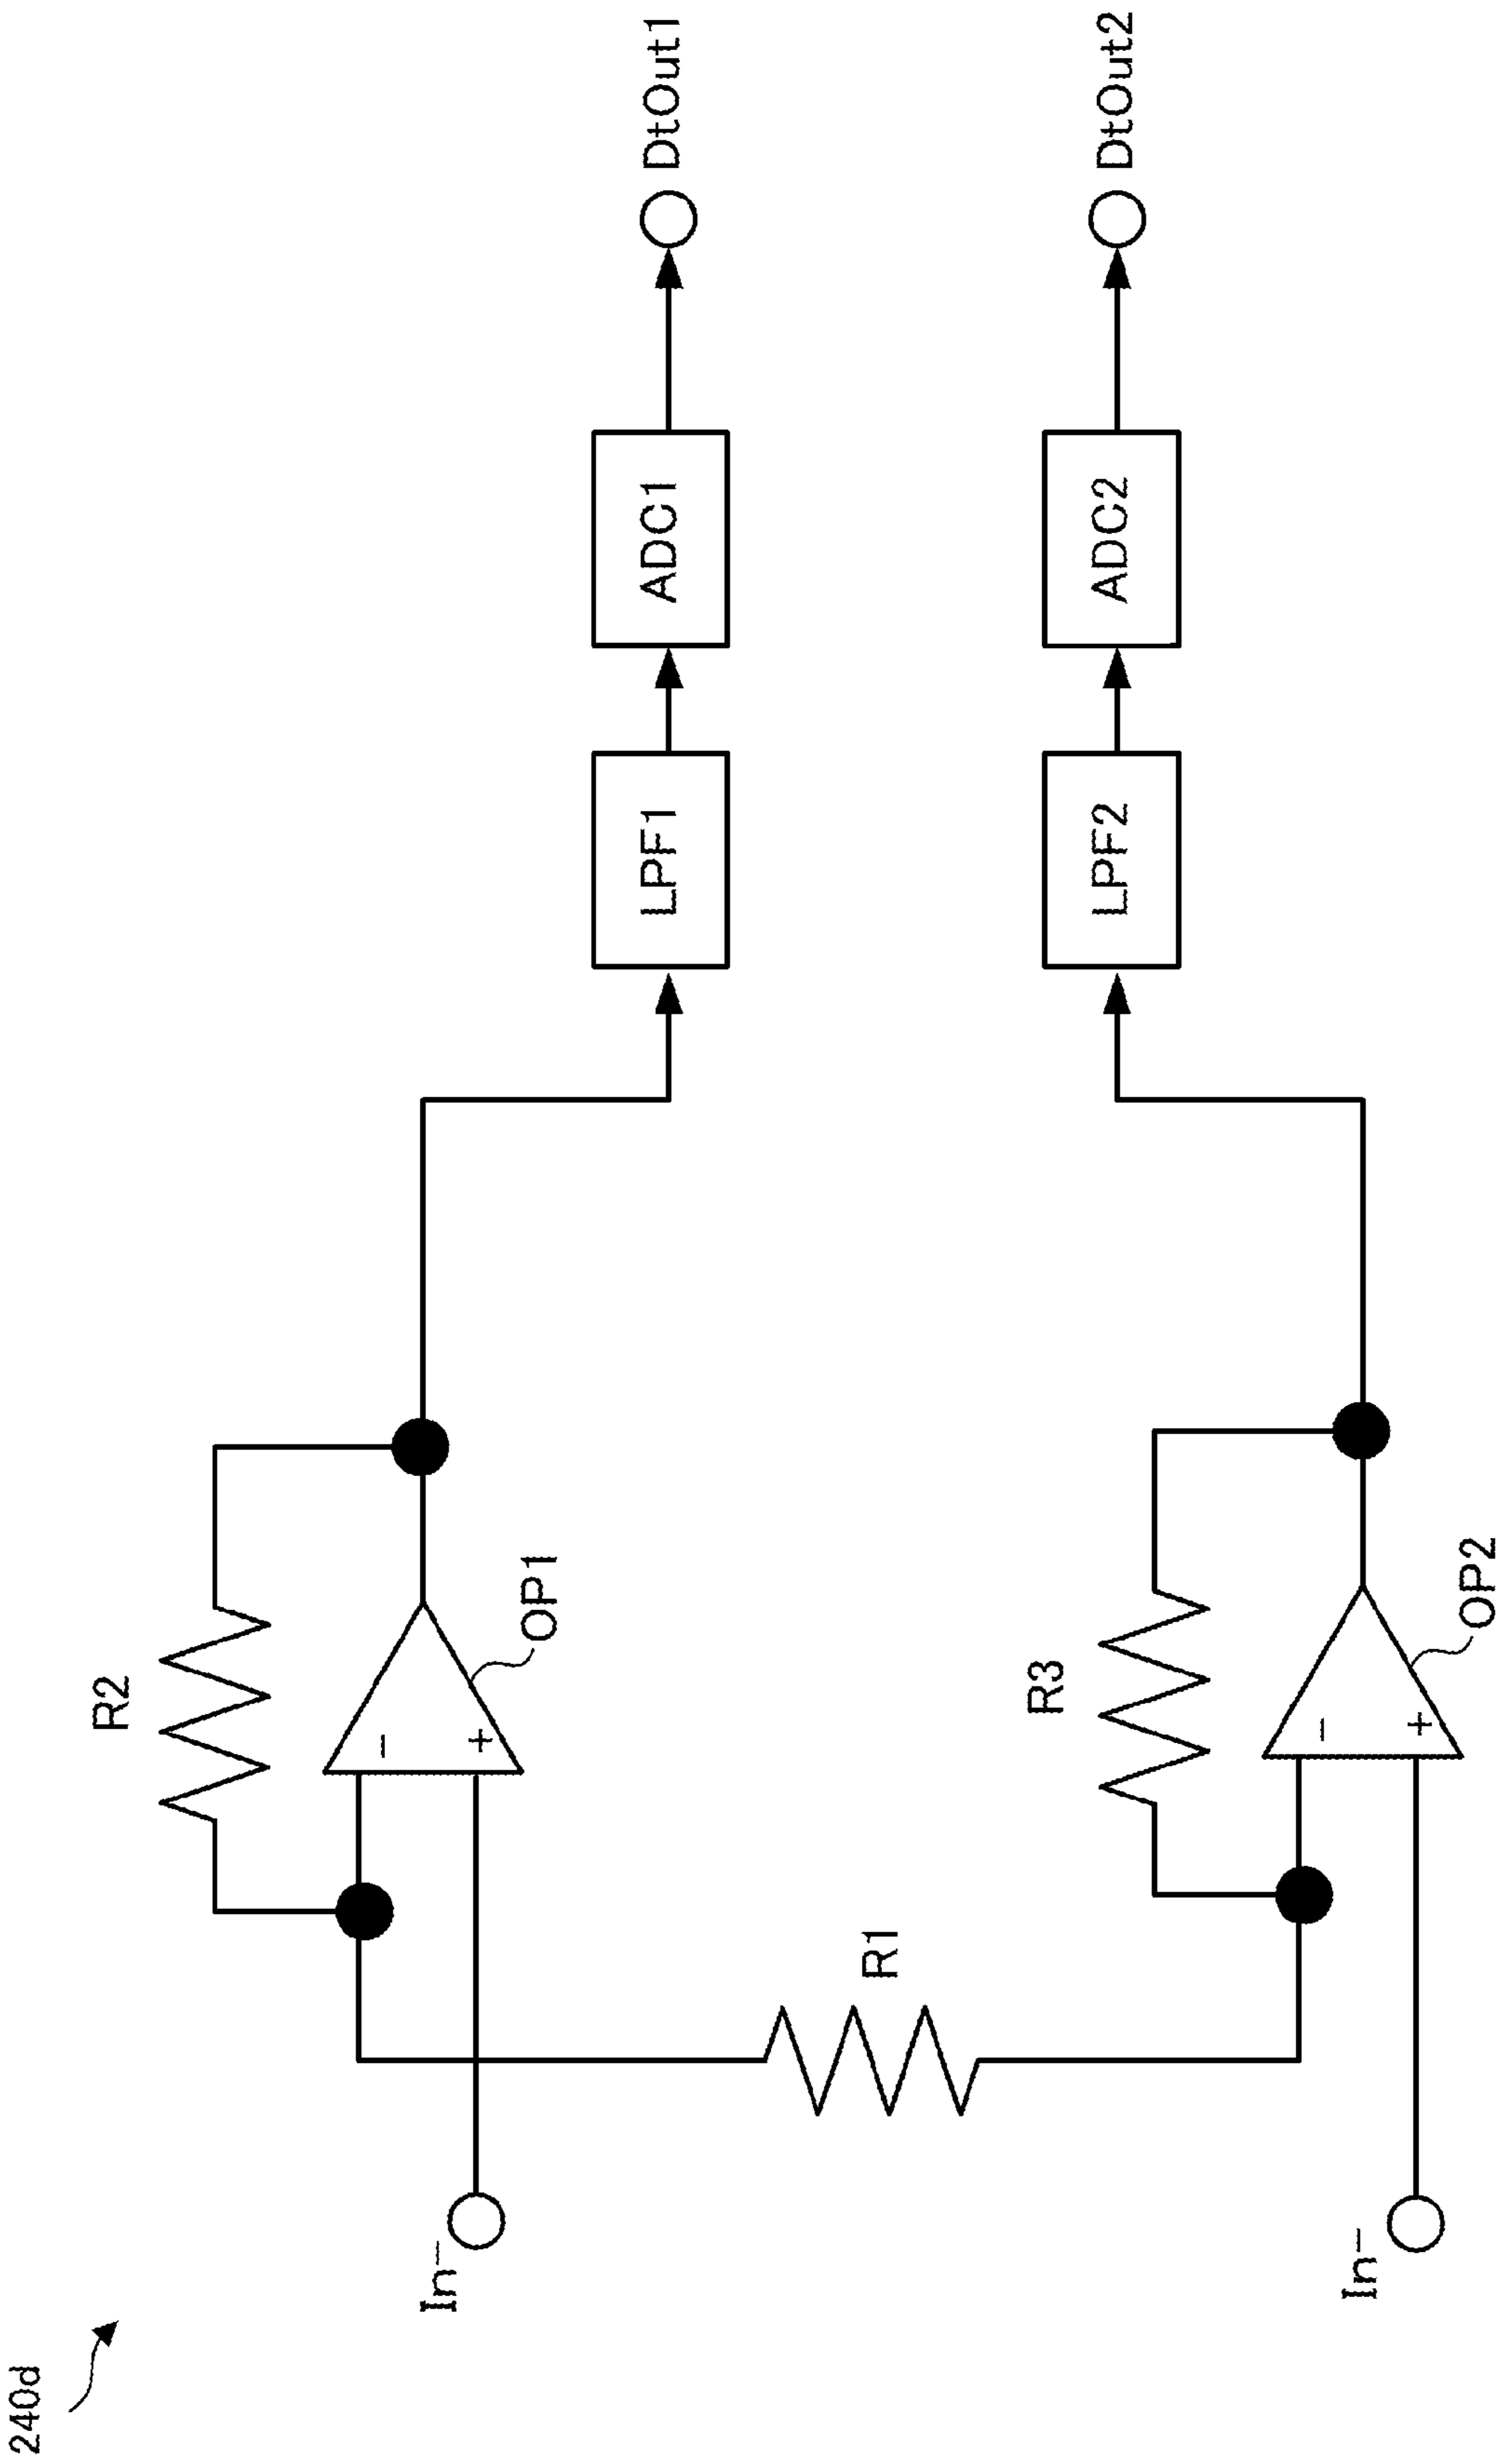 240d
R2
In⁻
−
+
OP1
LPF1
ADC1
DtOut1
R1
R3
In⁻
−
+
OP2
LPF2
ADC2
DtOut2